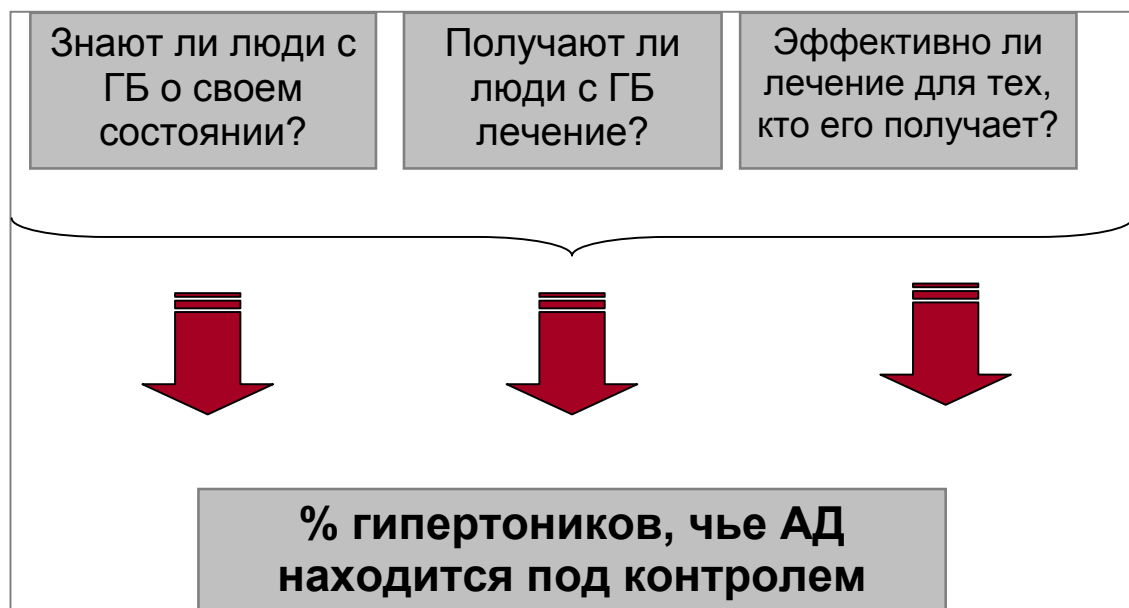 Знают ли люди с
ГБ о своем
состоянии?
Получают ли
люди с ГБ
лечение?
Эффективно ли
лечение для тех,
кто его получает?
% гипертоников, чье АД
находится под контролем